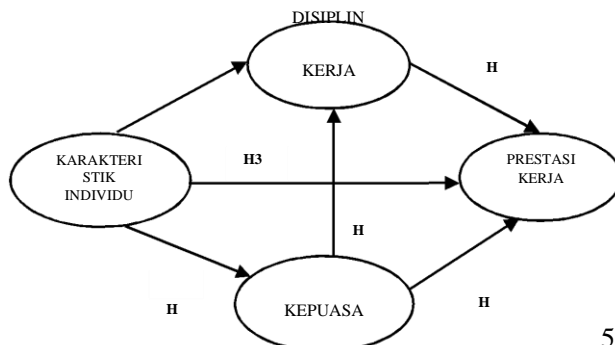 DISIPLIN
KERJA
H
KARAKTERI
STIK
INDIVIDU
H3
PRESTASI
KERJA
H
KEPUASA
H
H
5